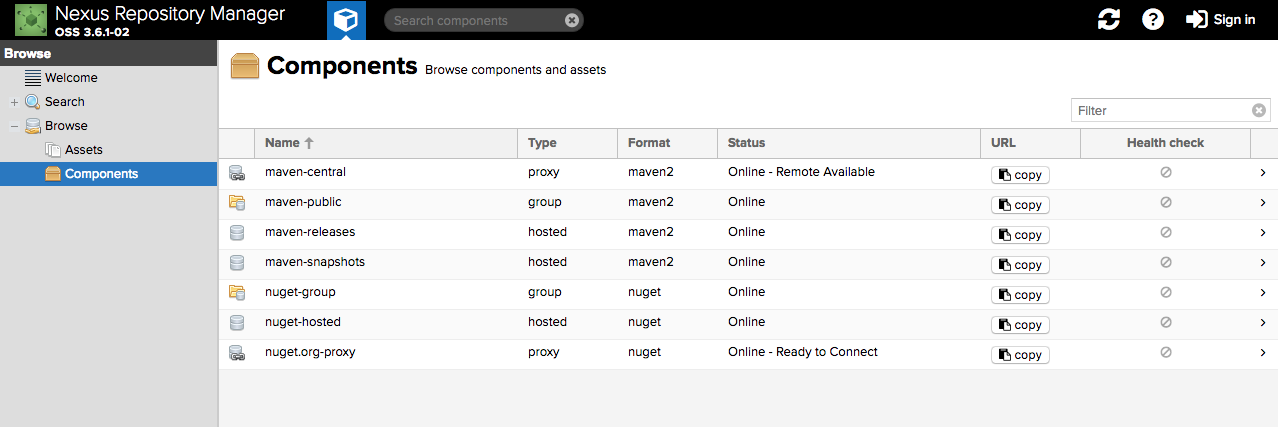 Nexus Repository Manager
OSS 3.6.1-02
Search components
Sign in
Browse
Welcome
Search
Browse
Assets
Components
Components Browse components and assets
Filter
Name Type Format Status URL Health check
maven-central proxy maven2 Online - Remote Available copy
maven-public group maven2 Online copy
maven-releases hosted maven2 Online copy
maven-snapshots hosted maven2 Online copy
nuget-group group nuget Online copy
nuget-hosted hosted nuget Online copy
nuget.org-proxy proxy nuget Online - Ready to Connect copy